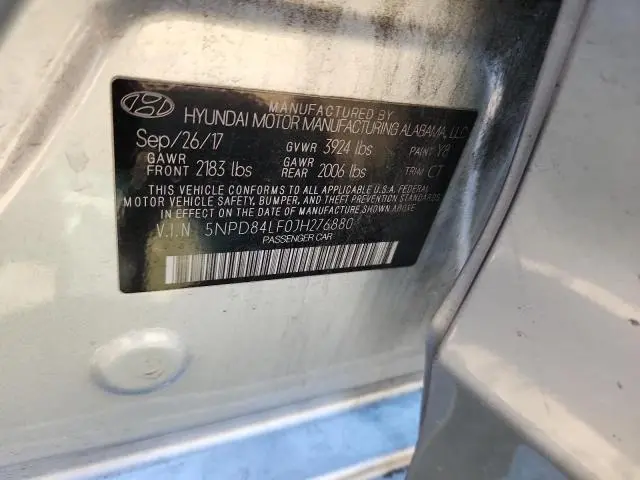 MANUFACTURED BY
HYUNDAI MOTOR MANUFACTURING ALABAMA, LLC
Sep/26/17 GVWR 3924 lbs PAINT Y8
GAWR FRONT 2183 lbs GAWR REAR 2006 lbs TRIM CT
THIS VEHICLE CONFORMS TO ALL APPLICABLE U.S.A. FEDERAL
MOTOR VEHICLE SAFETY, BUMPER, AND THEFT PREVENTION STANDARDS
IN EFFECT ON THE DATE OF MANUFACTURE SHOWN ABOVE.
V.I.N 5NPD84LF0JH276880
PASSENGER CAR